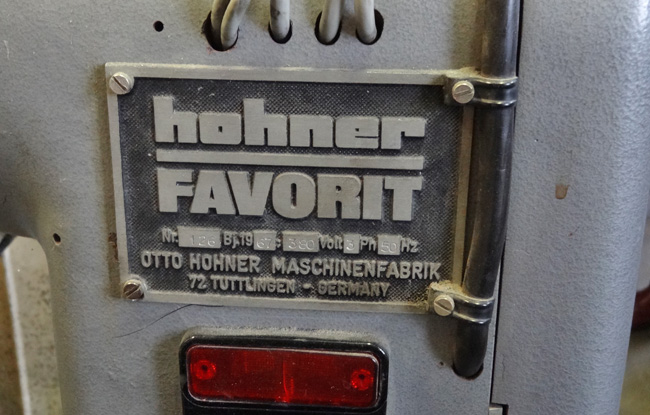 hohner
FAVORIT
Nr. 126 Bj.19 67 380 Volt 3 Ph 50 Hz
OTTO HOHNER MASCHINENFABRIK
72 TUTTLINGEN - GERMANY